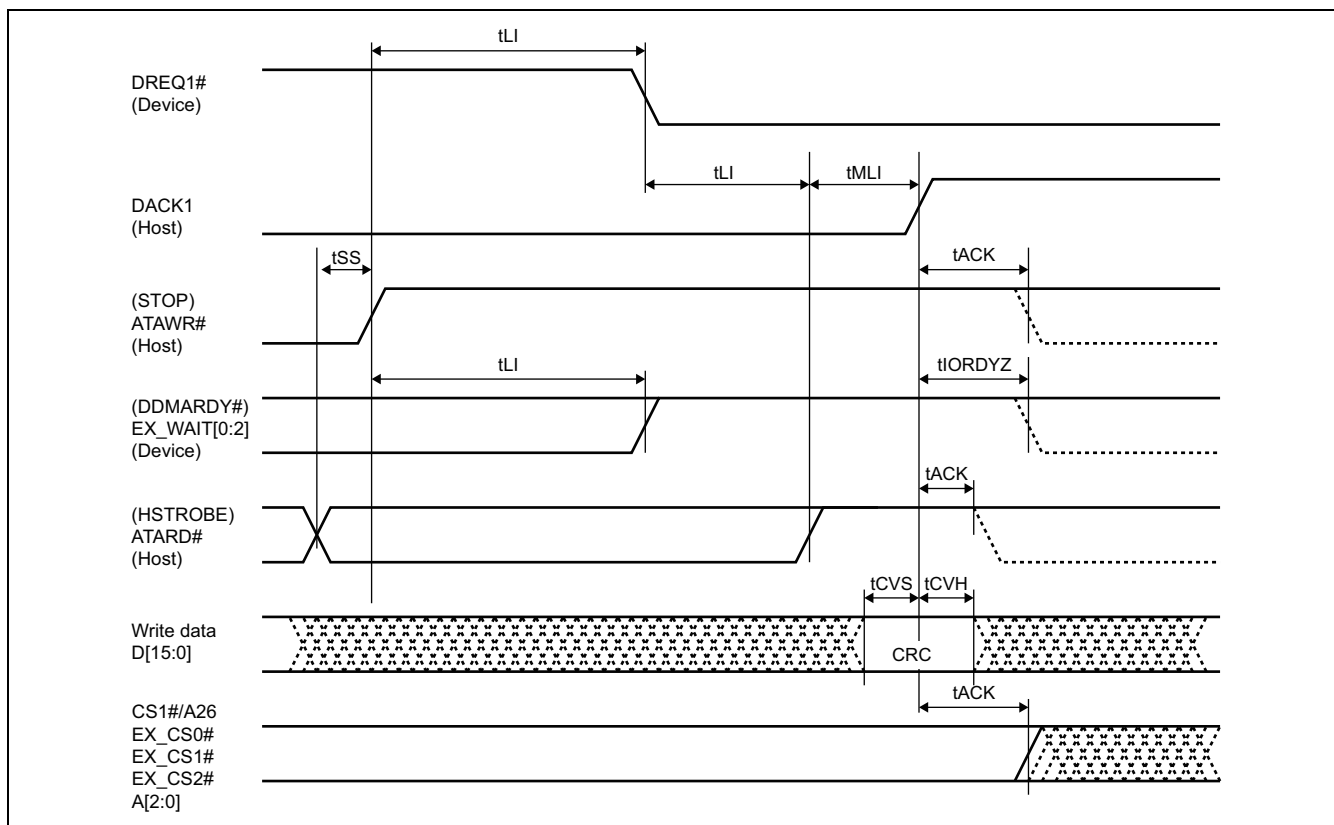 tLI
DREQ1#
(Device)
tLI
tMLI
DACK1
(Host)
tSS
tACK
(STOP)
ATAWR#
(Host)
tLI
tIORDYZ
(DDMARDY#)
EX_WAIT[0:2]
(Device)
tACK
(HSTROBE)
ATARD#
(Host)
tCVS
tCVH
Write data
D[15:0]
CRC
tACK
CS1#/A26
EX_CS0#
EX_CS1#
EX_CS2#
A[2:0]